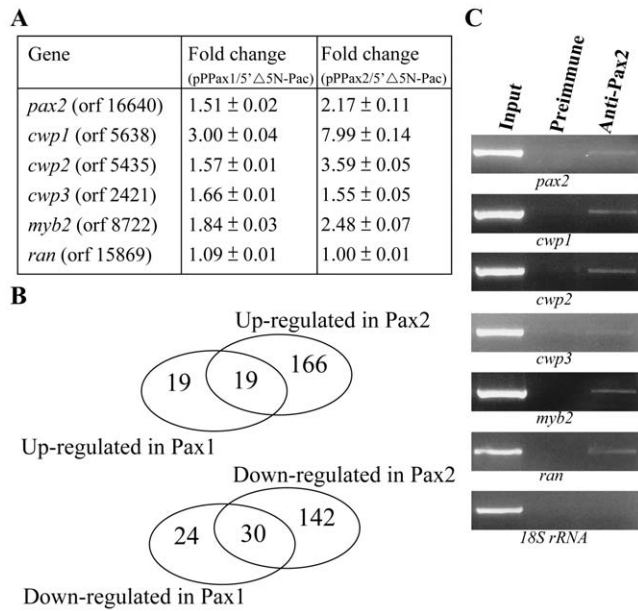 A
Gene Fold change (pPPax1/5'△5N-Pac) Fold change (pPPax2/5'△5N-Pac)
pax2 (orf 16640) 1.51 ± 0.02 2.17 ± 0.11
cwp1 (orf 5638) 3.00 ± 0.04 7.99 ± 0.14
cwp2 (orf 5435) 1.57 ± 0.01 3.59 ± 0.05
cwp3 (orf 2421) 1.66 ± 0.01 1.55 ± 0.05
myb2 (orf 8722) 1.84 ± 0.03 2.48 ± 0.07
ran (orf 15869) 1.09 ± 0.01 1.00 ± 0.01
B
Up-regulated in Pax2
19 19 166
Up-regulated in Pax1
Down-regulated in Pax2
24 30 142
Down-regulated in Pax1
C
Input Preimmune Anti-Pax2
pax2
cwp1
cwp2
cwp3
myb2
ran
18S rRNA